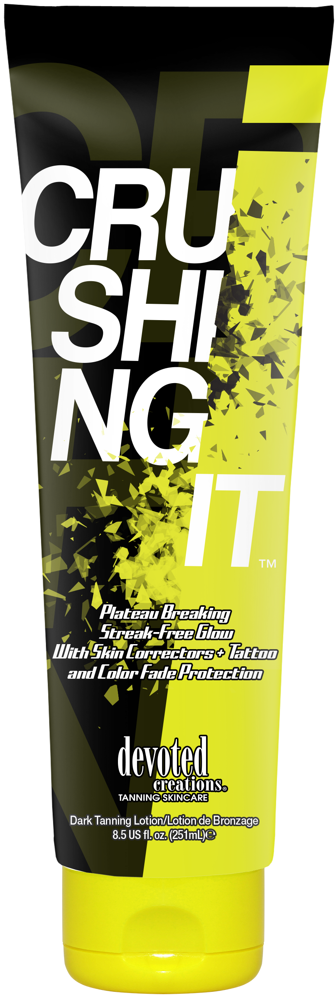 CRU
SHI
NG
IT™
Plateau Breaking
Streak-Free Glow
With Skin Correctors + Tattoo
and Color Fade Protection
devoted
creations®
TANNING SKINCARE
Dark Tanning Lotion/Lotion de Bronzage
8.5 US fl. oz. (251mL)℮